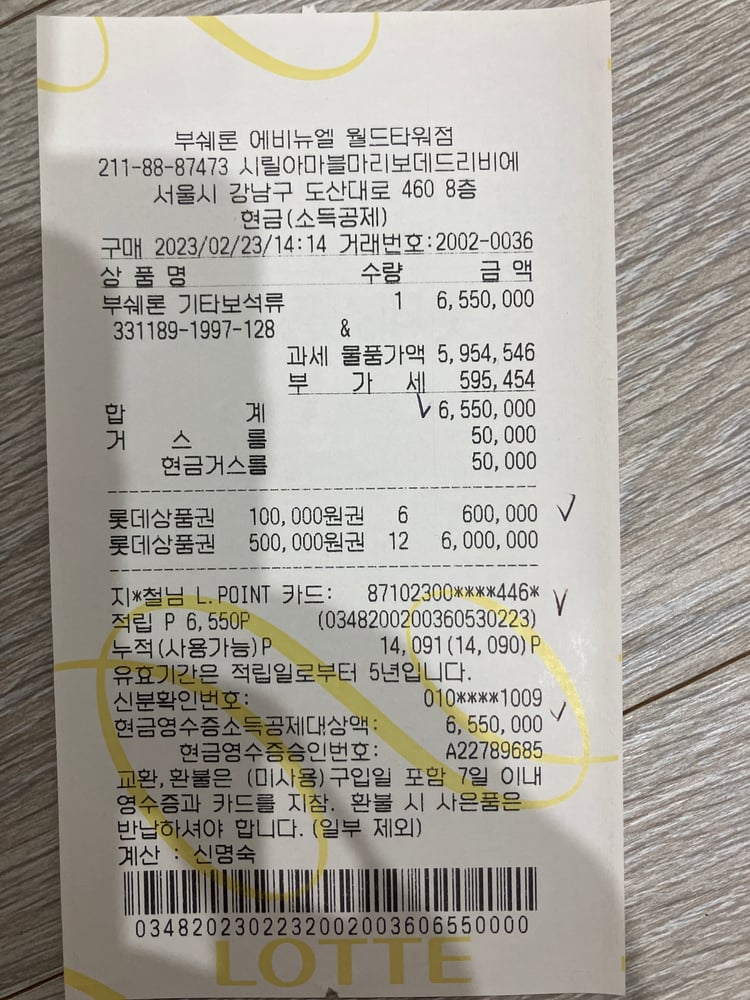 부쉐론 에비뉴엘 월드타워점
211-88-87473 시릴아마블마리보데드리비에
서울시 강남구 도산대로 460 8층
현금(소득공제)
구매 2023/02/23/14:14 거래번호:2002-0036
상 품 명 수량 금 액
부쉐론 기타보석류 1 6,550,000
331189-1997-128 &
과세 물품가액 5,954,546
부 가 세 595,454
합 계 6,550,000
거 스 름 50,000
현금거스름 50,000
롯데상품권 100,000원권 6 600,000
롯데상품권 500,000원권 12 6,000,000
지*철님 L.POINT 카드: 87102300****446*
적립 P 6,550P (0348200200360530223)
누적(사용가능)P 14,091(14,090)P
유효기간은 적립일로부터 5년입니다.
신분확인번호: 010****1009
현금영수증소득공제대상액: 6,550,000
현금영수증승인번호: A22789685
교환,환불은 (미사용)구입일 포함 7일 이내
영수증과 카드를 지참. 환불 시 사은품은
반납하셔야 합니다.(일부 제외)
계산 : 신명숙
0348202302232002003606550000
LOTTE